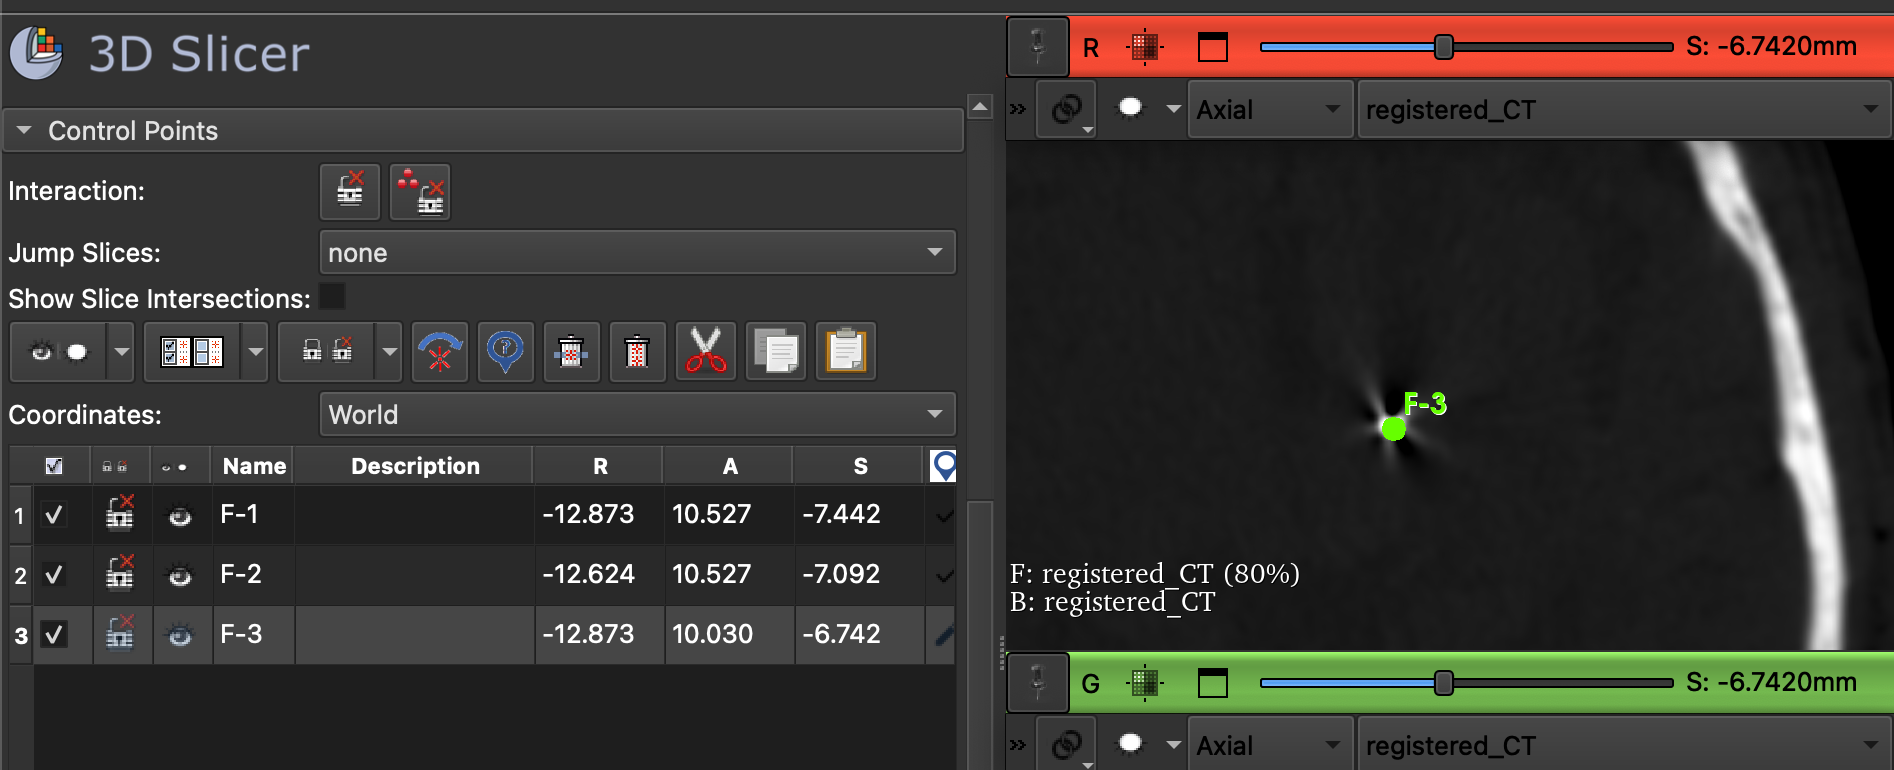 3D Slicer
Control Points
Interaction:
Jump Slices: none
Show Slice Intersections:
Coordinates: World
Name Description R A S
1 F-1 -12.873 10.527 -7.442
2 F-2 -12.624 10.527 -7.092
3 F-3 -12.873 10.030 -6.742
R S: -6.7420mm
» Axial registered_CT
F-3
F: registered_CT (80%)
B: registered_CT
G S: -6.7420mm
» Axial registered_CT